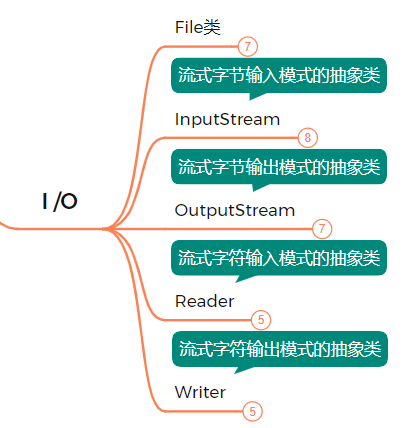 File类
7
流式字节输入模式的抽象类
InputStream
8
流式字节输出模式的抽象类
I/O
OutputStream
7
流式字符输入模式的抽象类
Reader
5
流式字符输出模式的抽象类
Writer
5